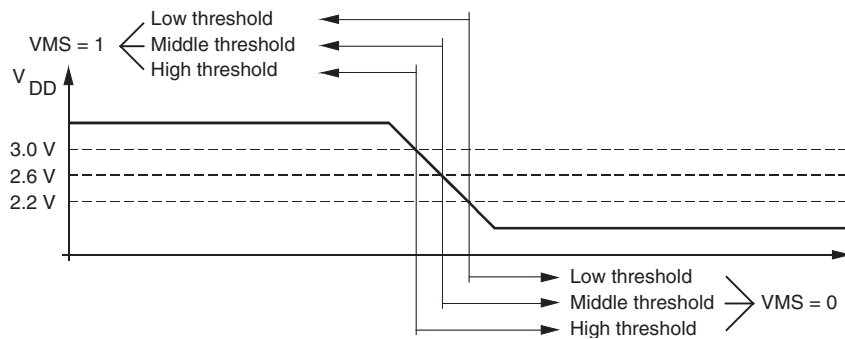 Low threshold
VMS = 1
Middle threshold
High threshold
V DD
3.0 V
2.6 V
2.2 V
Low threshold
Middle threshold
VMS = 0
High threshold